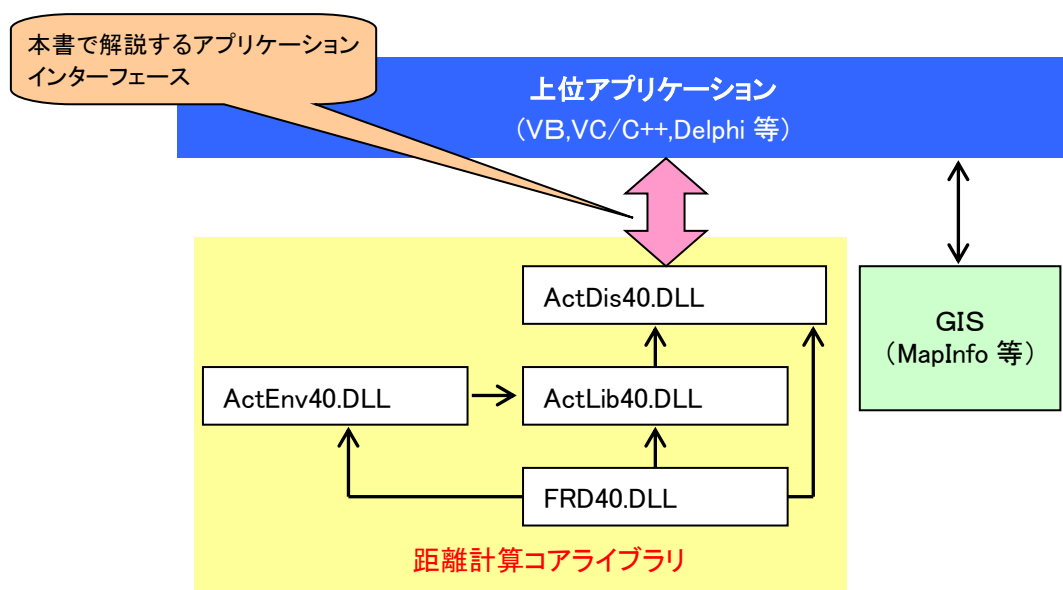 本書で解説するアプリケーション
インターフェース
上位アプリケーション
（VB,VC/C++,Delphi 等）
ActDis40.DLL
GIS
（MapInfo 等）
ActEnv40.DLL
ActLib40.DLL
FRD40.DLL
距離計算コアライブラリ